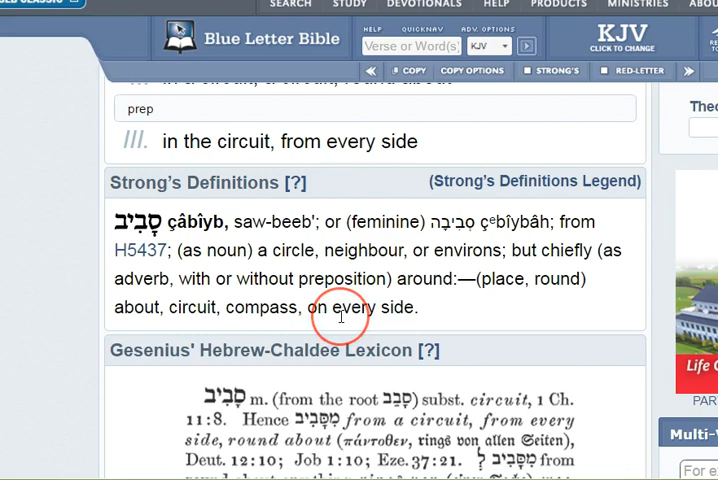 SEARCH STUDY DEVOTIONALS HELP PRODUCTS MINISTRIES
Blue Letter Bible
HELP QUICKNAV ADV. OPTIONS
Verse or Word(s) KJV
KJV
CLICK TO CHANGE
COPY COPY OPTIONS STRONG'S RED-LETTER
prep
III. in the circuit, from every side
Strong's Definitions [?] (Strong's Definitions Legend)
סָבִיב çâbîyb, saw-beeb'; or (feminine) סְבִיבָה çᵉbîybâh; from
H5437; (as noun) a circle, neighbour, or environs; but chiefly (as
adverb, with or without preposition) around:—(place, round)
about, circuit, compass, on every side.
Gesenius' Hebrew-Chaldee Lexicon [?]
סָבִיב m. (from the root סָבַב) subst. circuit, 1 Ch.
11:8. Hence מִסָּבִיב from a circuit, from every
side, round about (πάντοθεν, rings von allen Seiten),
Deut. 12:10; Job 1:10; Eze. 37:21. מִסָּבִיב לְ from
Life
Multi-V